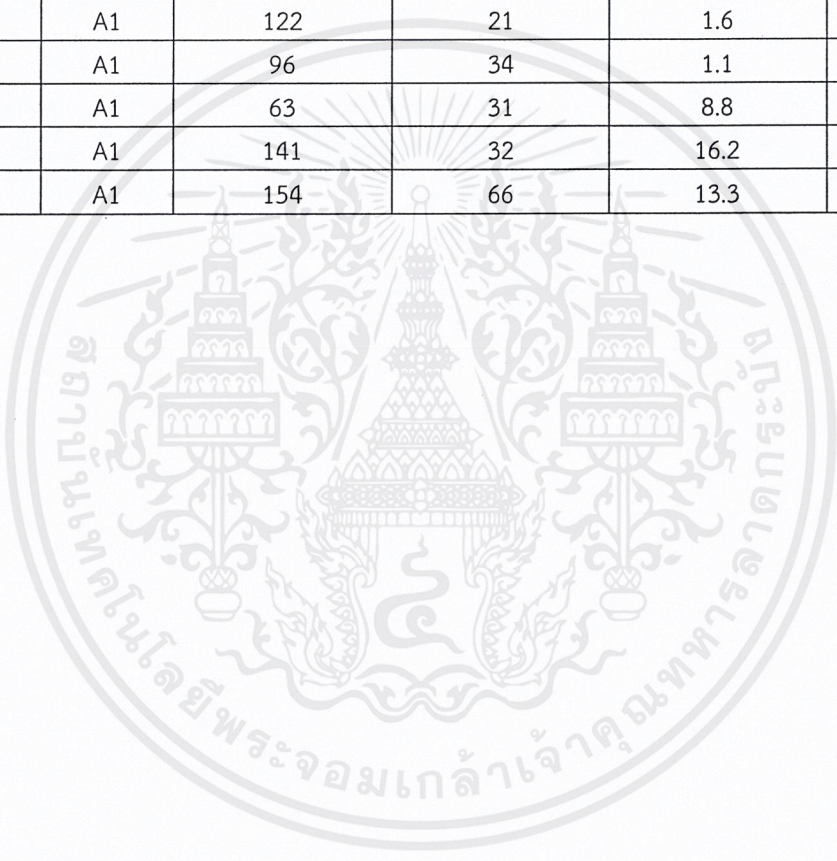 A1 122 21 1.6
A1 96 34 1.1
A1 63 31 8.8
A1 141 32 16.2
A1 154 66 13.3
สถาบันเทคโนโลยีพระจอมเกล้าเจ้าคุณทหารลาดกระบัง
๔